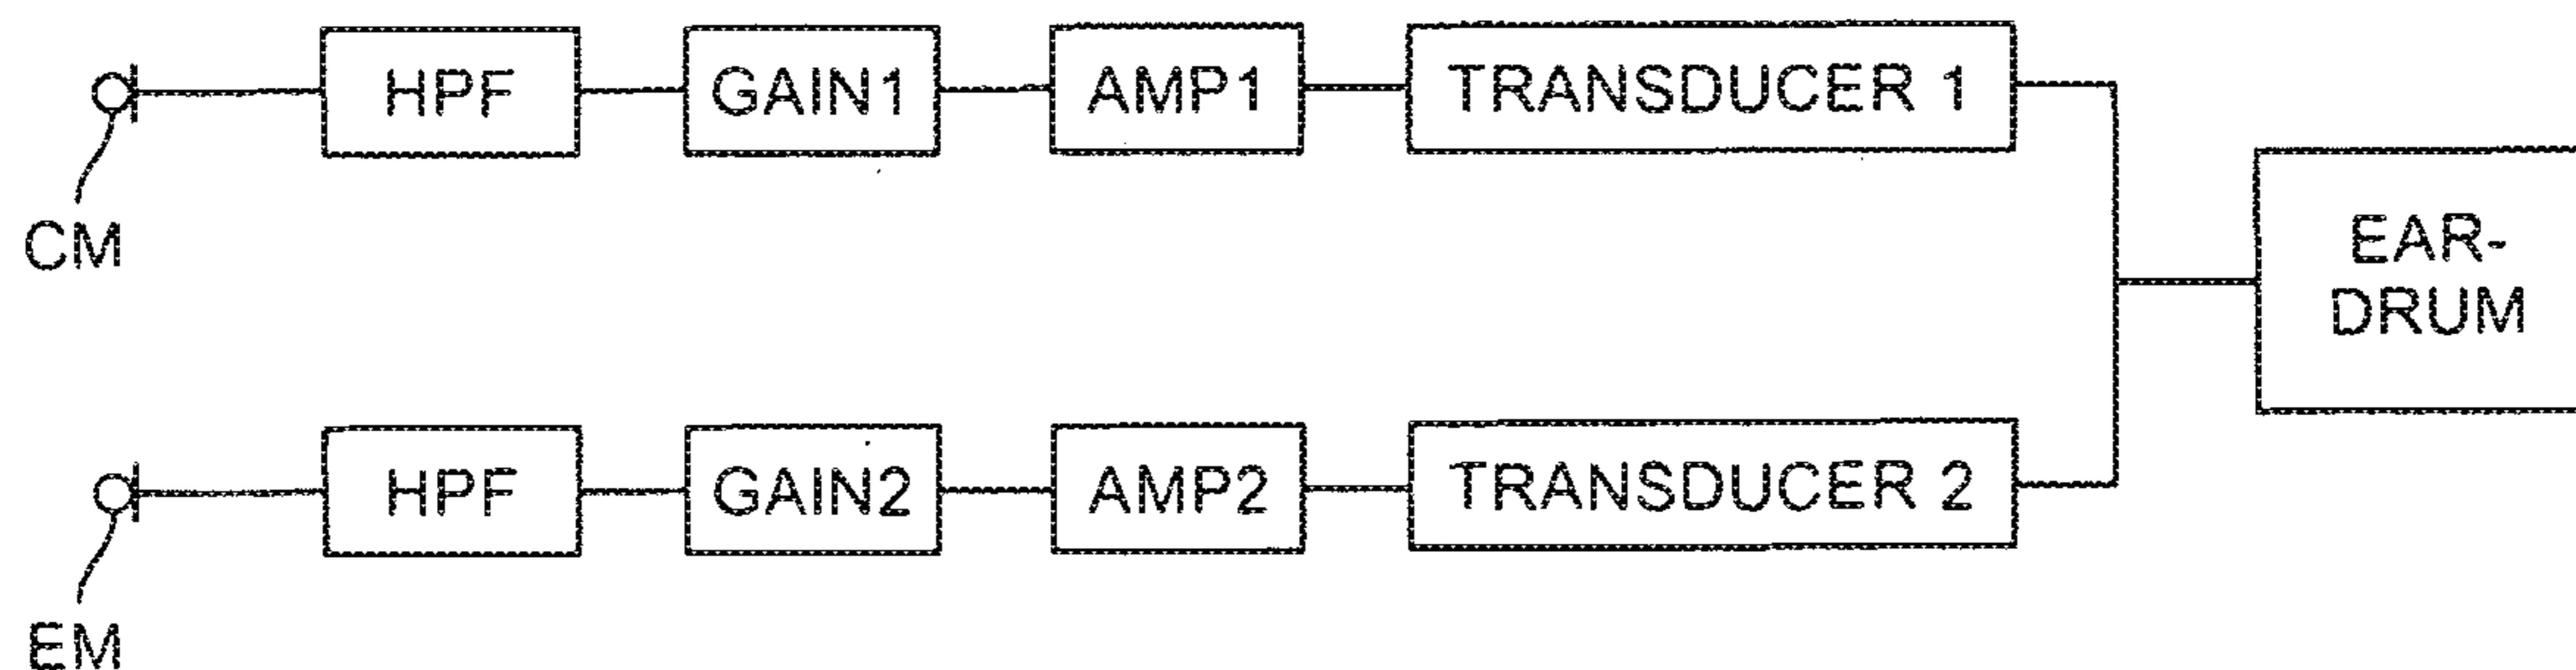 HPF
GAIN1
AMP1
TRANSDUCER 1
CM
EAR-
DRUM
HPF
GAIN2
AMP2
TRANSDUCER 2
EM